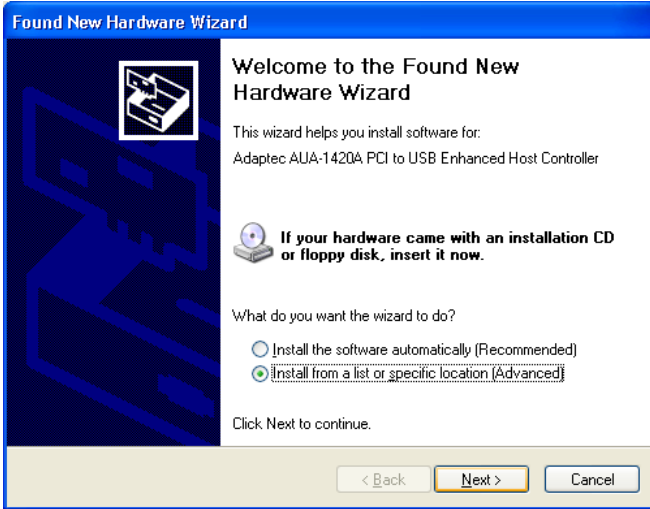 Found New Hardware Wizard
Welcome to the Found New
Hardware Wizard
This wizard helps you install software for:
Adaptec AUA-1420A PCI to USB Enhanced Host Controller
If your hardware came with an installation CD
or floppy disk, insert it now.
What do you want the wizard to do?
Install the software automatically (Recommended)
Install from a list or specific location (Advanced)
Click Next to continue.
< Back Next > Cancel